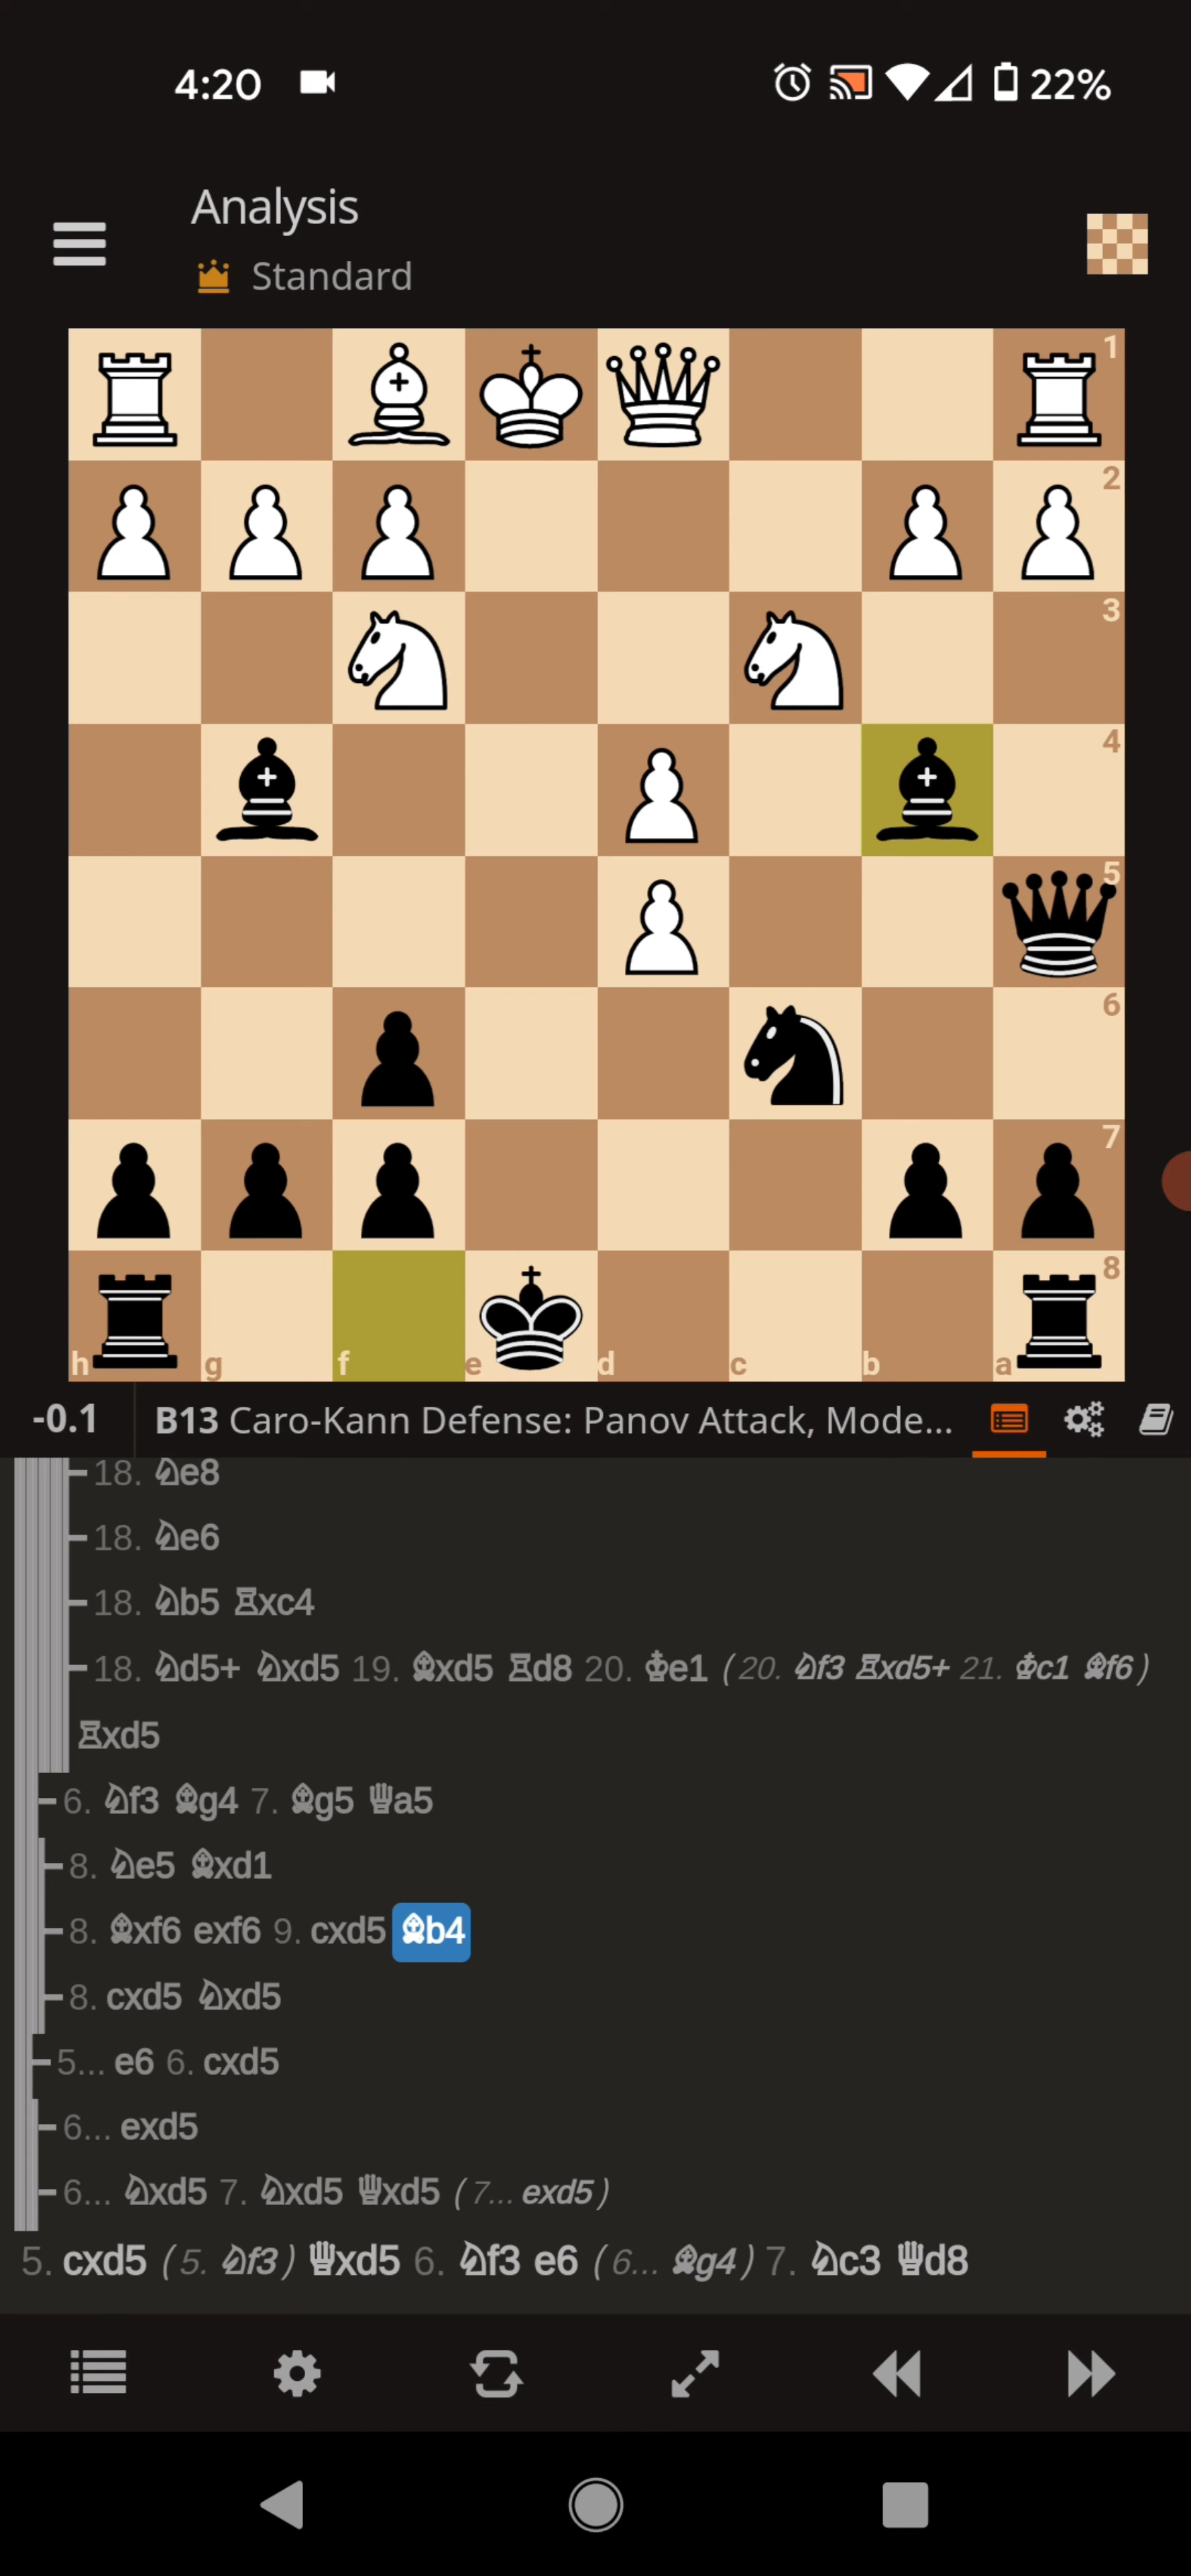 4:20 22%
Analysis
Standard
1
2
3
4
5
6
7
8
h g f e d c b a
-0.1 B13 Caro-Kann Defense: Panov Attack, Mode...
18. ♘e8
18. ♘e6
18. ♘b5 ♖xc4
18. ♘d5+ ♘xd5 19. ♗xd5 ♖d8 20. ♔e1 (20. ♘f3 ♖xd5+ 21. ♔c1 ♗f6)
♖xd5
6. ♘f3 ♗g4 7. ♗g5 ♕a5
8. ♘e5 ♗xd1
8. ♗xf6 exf6 9. cxd5 ♗b4
8. cxd5 ♘xd5
5... e6 6. cxd5
6... exd5
6... ♘xd5 7. ♘xd5 ♕xd5 (7... exd5)
5. cxd5 (5. ♘f3) ♕xd5 6. ♘f3 e6 (6... ♗g4) 7. ♘c3 ♕d8